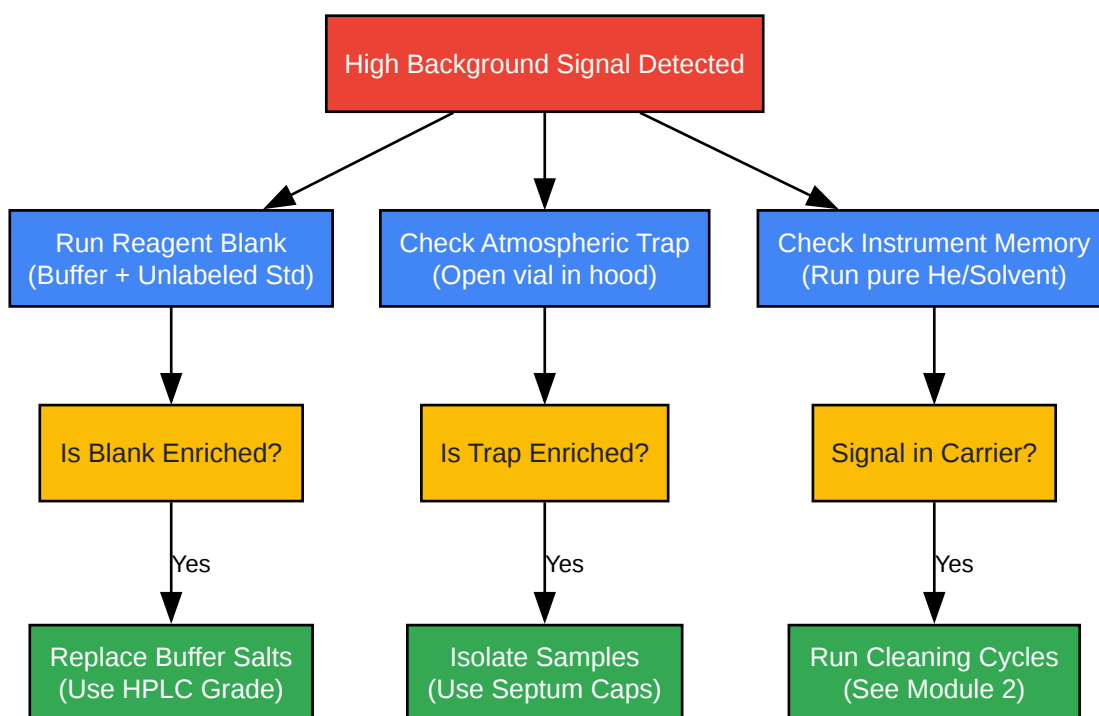 High Background Signal Detected
Run Reagent Blank
(Buffer + Unlabeled Std)
Check Atmospheric Trap
(Open vial in hood)
Check Instrument Memory
(Run pure He/Solvent)
Is Blank Enriched?
Is Trap Enriched?
Signal in Carrier?
Yes
Yes
Yes
Replace Buffer Salts
(Use HPLC Grade)
Isolate Samples
(Use Septum Caps)
Run Cleaning Cycles
(See Module 2)